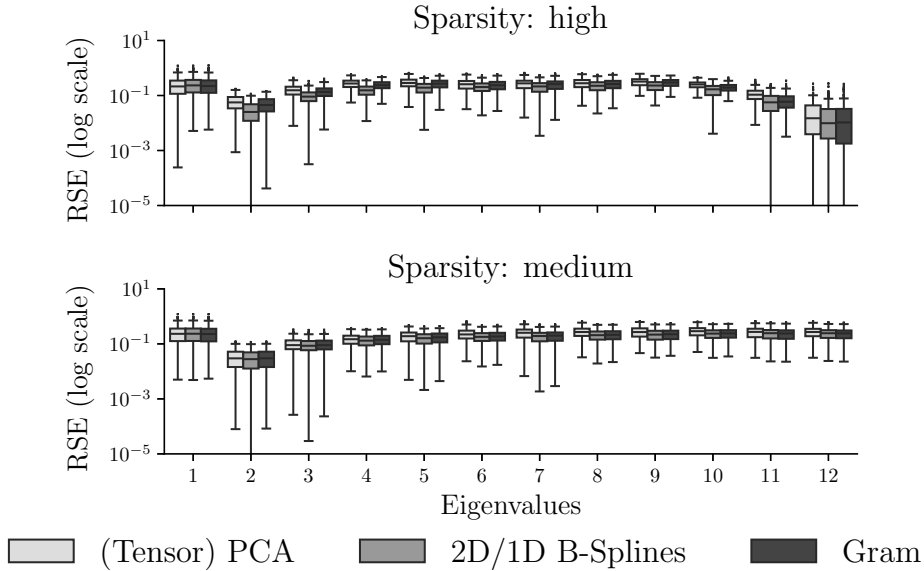 Sparsity: high
RSE (log scale)
10^1
10^-1
10^-3
10^-5
Sparsity: medium
RSE (log scale)
10^1
10^-1
10^-3
10^-5
1 2 3 4 5 6 7 8 9 10 11 12
Eigenvalues
(Tensor) PCA 2D/1D B-Splines Gram